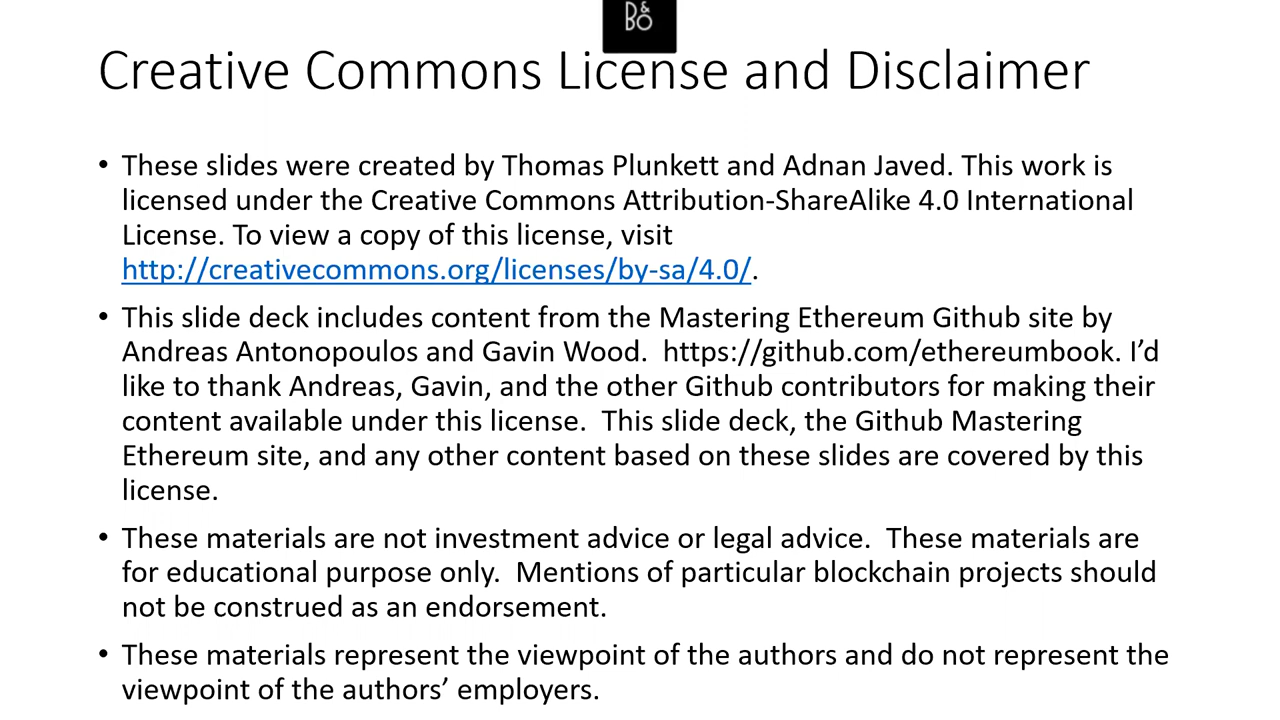 B&O
Creative Commons License and Disclaimer
• These slides were created by Thomas Plunkett and Adnan Javed. This work is
licensed under the Creative Commons Attribution-ShareAlike 4.0 International
License. To view a copy of this license, visit
http://creativecommons.org/licenses/by-sa/4.0/.
• This slide deck includes content from the Mastering Ethereum Github site by
Andreas Antonopoulos and Gavin Wood.  https://github.com/ethereumbook. I’d
like to thank Andreas, Gavin, and the other Github contributors for making their
content available under this license.  This slide deck, the Github Mastering
Ethereum site, and any other content based on these slides are covered by this
license.
• These materials are not investment advice or legal advice.  These materials are
for educational purpose only.  Mentions of particular blockchain projects should
not be construed as an endorsement.
• These materials represent the viewpoint of the authors and do not represent the
viewpoint of the authors’ employers.